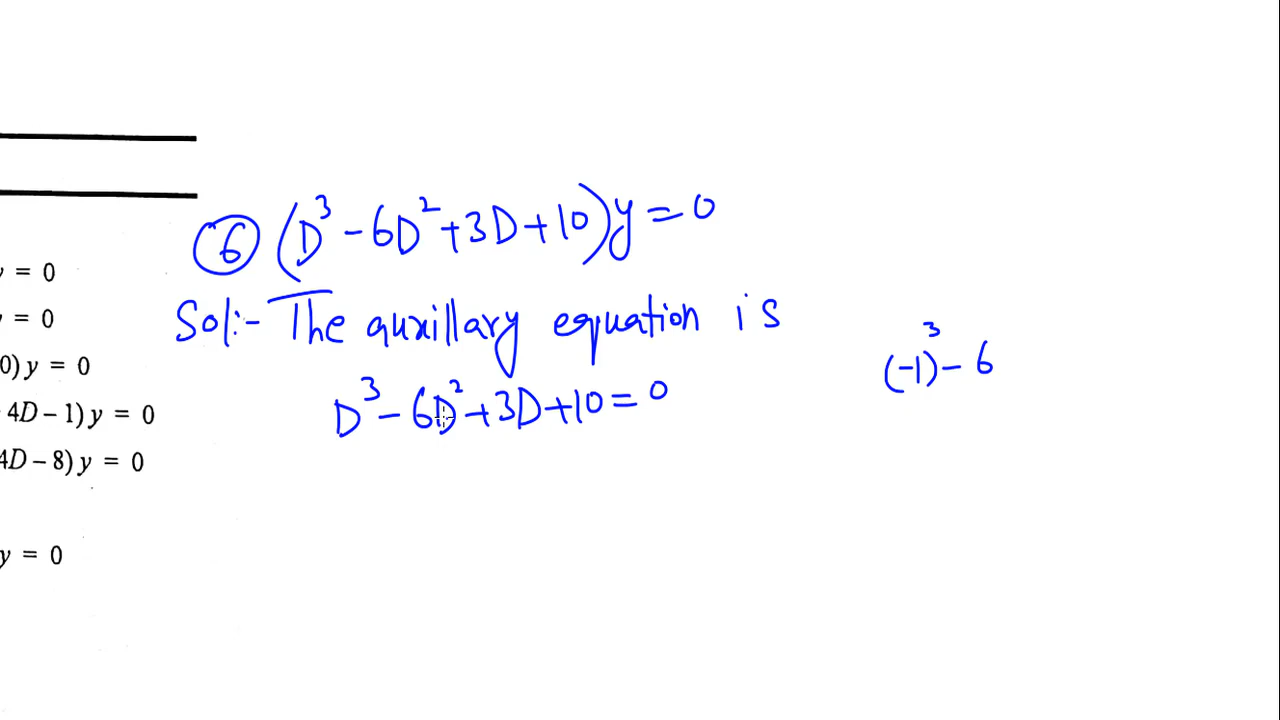 ⑥ (D³ - 6D² + 3D + 10)y = 0
y = 0
Sol:- The auxillary equation is
= 0
(-1)³ - 6
0) y = 0
D³ - 6D² + 3D + 10 = 0
4D – 1) y = 0
4D – 8) y = 0
y = 0